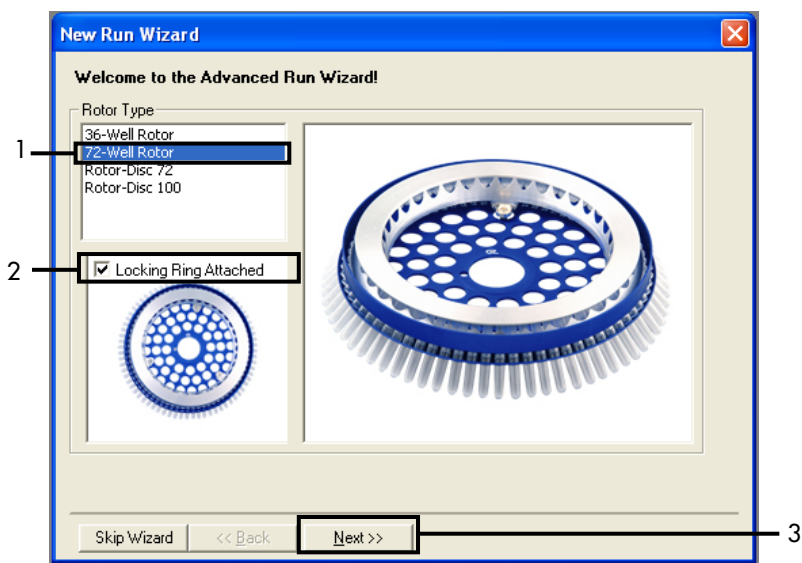 New Run Wizard
Welcome to the Advanced Run Wizard!
Rotor Type
36-Well Rotor
1
72-Well Rotor
Rotor-Disc 72
Rotor-Disc 100
2
Locking Ring Attached
Skip Wizard
<< Back
Next >>
3